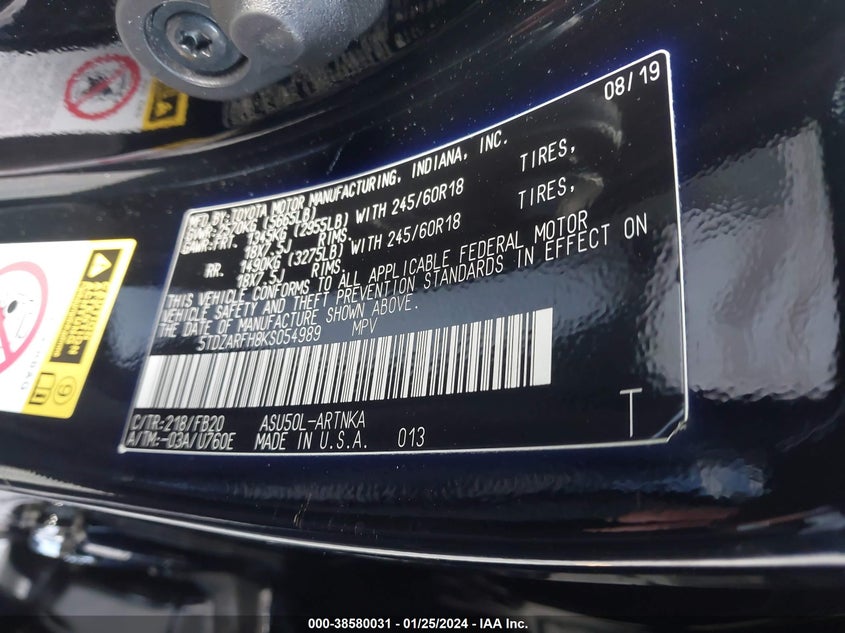 08/19
MFD.BY:TOYOTA MOTOR MANUFACTURING, INDIANA, INC.
GVWR:2570KG (5665LB)
GAWR:FRT. 1345KG (2955LB) WITH 245/60R18 TIRES,
18X7.5J RIMS,
RR. 1490KG (3275LB) WITH 245/60R18 TIRES,
18X7.5J RIMS.
THIS VEHICLE CONFORMS TO ALL APPLICABLE FEDERAL MOTOR
VEHICLE SAFETY AND THEFT PREVENTION STANDARDS IN EFFECT ON
THE DATE OF MANUFACTURE SHOWN ABOVE.
5TDZARFH8KS054989 MPV
C/TR:218/FB20 ASU50L-ARTNKA
A/TM:-03A/U760E MADE IN U.S.A. 013
T
000-38580031 - 01/25/2024 - IAA Inc.